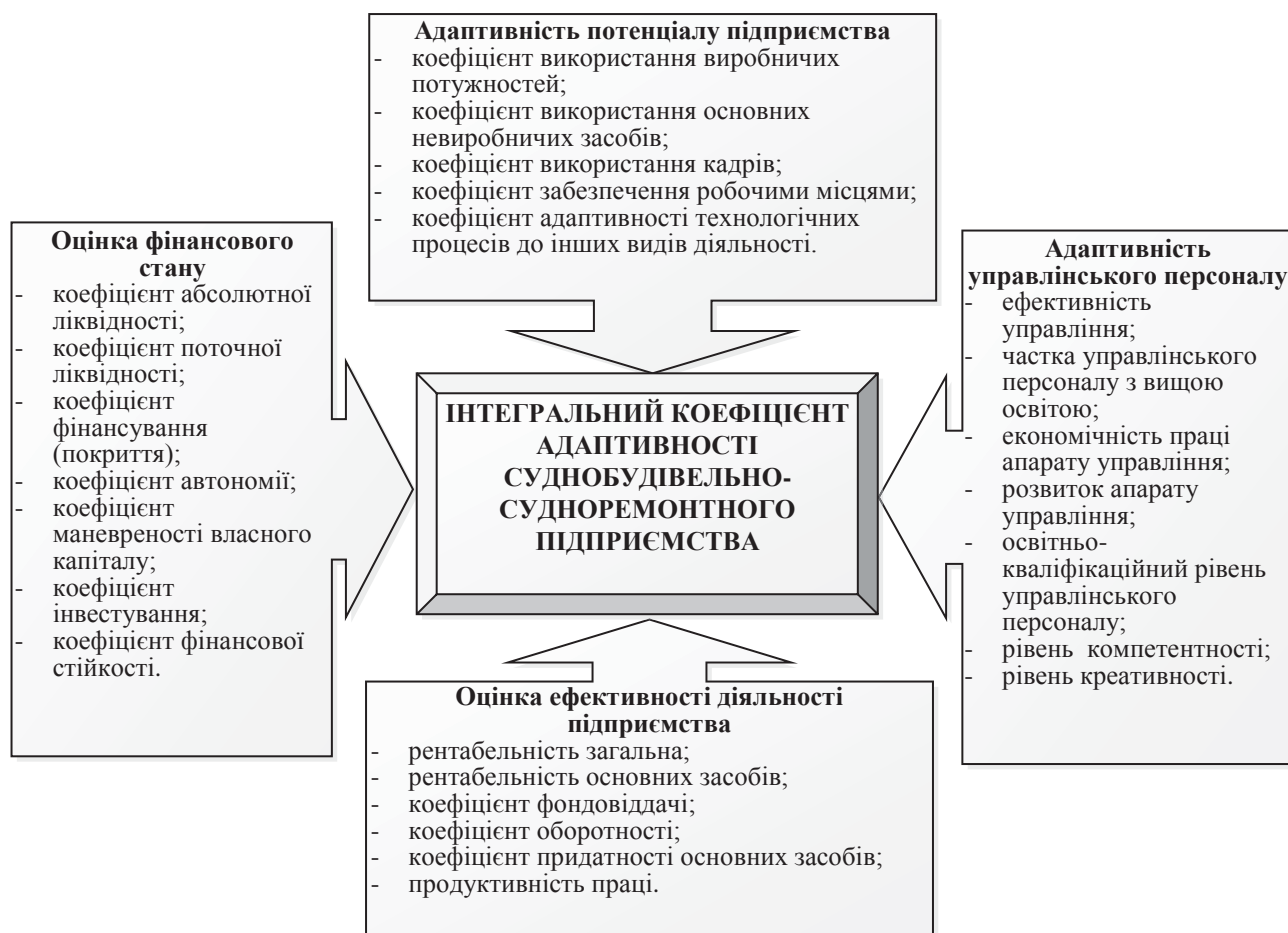 Адаптивність потенціалу підприємства
- коефіцієнт використання виробничих
потужностей;
- коефіцієнт використання основних
невиробничих засобів;
- коефіцієнт використання кадрів;
- коефіцієнт забезпечення робочими місцями;
- коефіцієнт адаптивності технологічних
процесів до інших видів діяльності.
Оцінка фінансового
стану
- коефіцієнт абсолютної
ліквідності;
- коефіцієнт поточної
ліквідності;
- коефіцієнт
фінансування
(покриття);
- коефіцієнт автономії;
- коефіцієнт
маневреності власного
капіталу;
- коефіцієнт
інвестування;
- коефіцієнт фінансової
стійкості.
ІНТЕГРАЛЬНИЙ КОЕФІЦІЄНТ
АДАПТИВНОСТІ
СУДНОБУДІВЕЛЬНО-
СУДНОРЕМОНТНОГО
ПІДПРИЄМСТВА
Адаптивність
управлінського персоналу
- ефективність
управління;
- частка управлінського
персоналу з вищою
освітою;
- економічність праці
апарату управління;
- розвиток апарату
управління;
- освітньо-
кваліфікаційний рівень
управлінського
персоналу;
- рівень компетентності;
- рівень креативності.
Оцінка ефективності діяльності
підприємства
- рентабельність загальна;
- рентабельність основних засобів;
- коефіцієнт фондовіддачі;
- коефіцієнт оборотності;
- коефіцієнт придатності основних засобів;
- продуктивність праці.